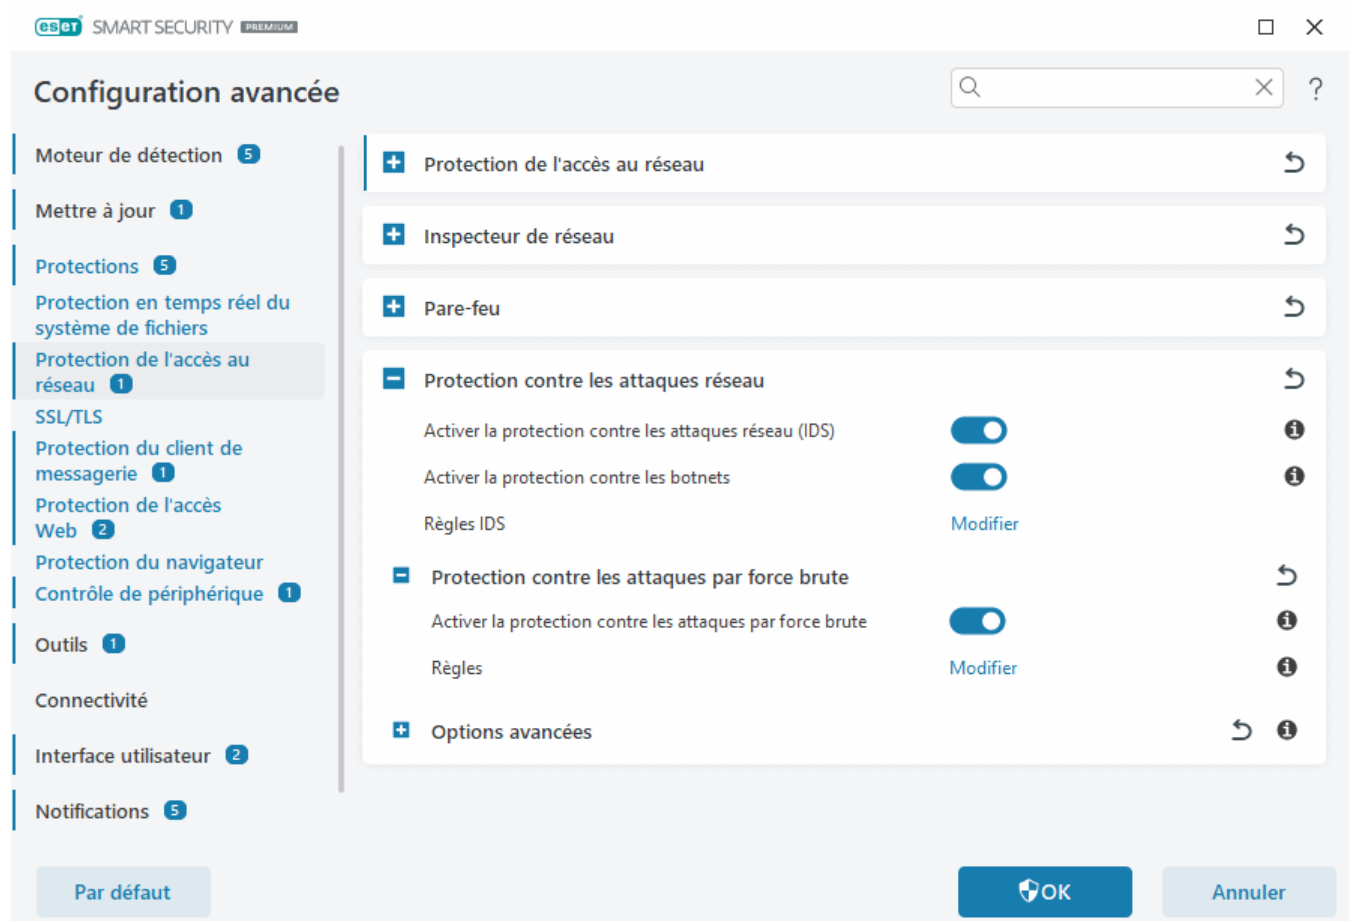 eset SMART SECURITY PREMIUM
Configuration avancée
?
Moteur de détection 5
Mettre à jour 1
Protections 5
Protection en temps réel du
système de fichiers
Protection de l'accès au
réseau 1
SSL/TLS
Protection du client de
messagerie 1
Protection de l'accès
Web 2
Protection du navigateur
Contrôle de périphérique 1
Outils 1
Connectivité
Interface utilisateur 2
Notifications 5
Protection de l'accès au réseau
Inspecteur de réseau
Pare-feu
Protection contre les attaques réseau
Activer la protection contre les attaques réseau (IDS)
Activer la protection contre les botnets
Règles IDS Modifier
Protection contre les attaques par force brute
Activer la protection contre les attaques par force brute
Règles Modifier
Options avancées
Par défaut
OK
Annuler